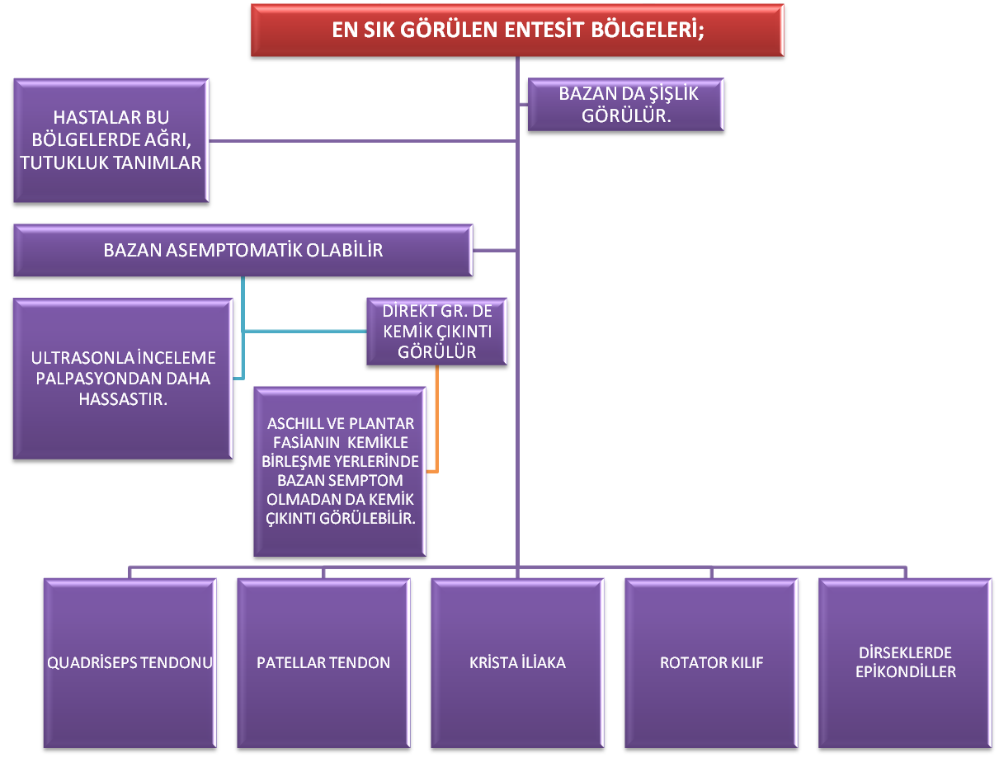 EN SIK GÖRÜLEN ENTESİT BÖLGELERİ;
BAZAN DA ŞİŞLİK
GÖRÜLÜR.
HASTALAR BU
BÖLGELERDE AĞRI,
TUTUKLUK TANIMLAR
BAZAN ASEMPTOMATİK OLABİLİR
DİREKT GR. DE
KEMİK ÇIKINTI
GÖRÜLÜR
ULTRASONLA İNCELEME
PALPASYONDAN DAHA
HASSASTIR.
ASCHILL VE PLANTAR
FASİANIN KEMİKLE
BİRLEŞME YERLERİNDE
BAZAN SEMPTOM
OLMADAN DA KEMİK
ÇIKINTI GÖRÜLEBİLİR.
QUADRİSEPS TENDONU
PATELLAR TENDON
KRİSTA İLİAKA
ROTATOR KILIF
DİRSEKLERDE
EPİKONDİLLER